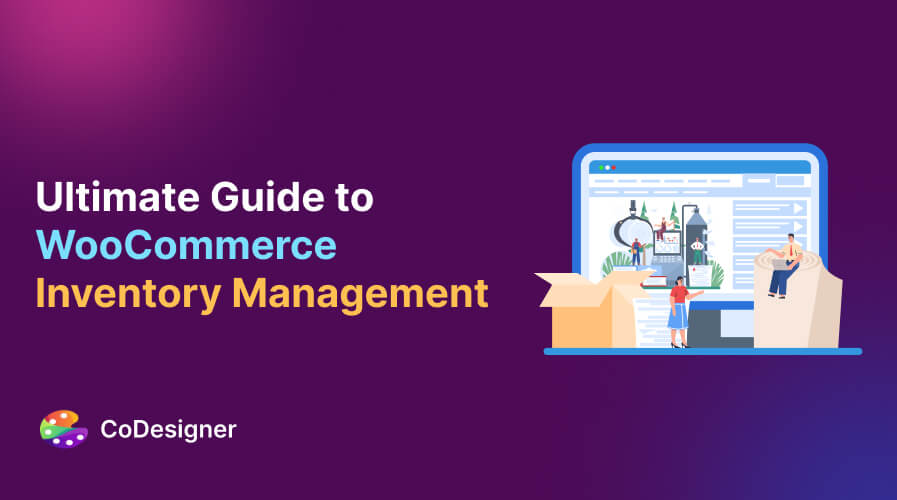 Ultimate Guide to
WooCommerce
Inventory Management
CoDesigner